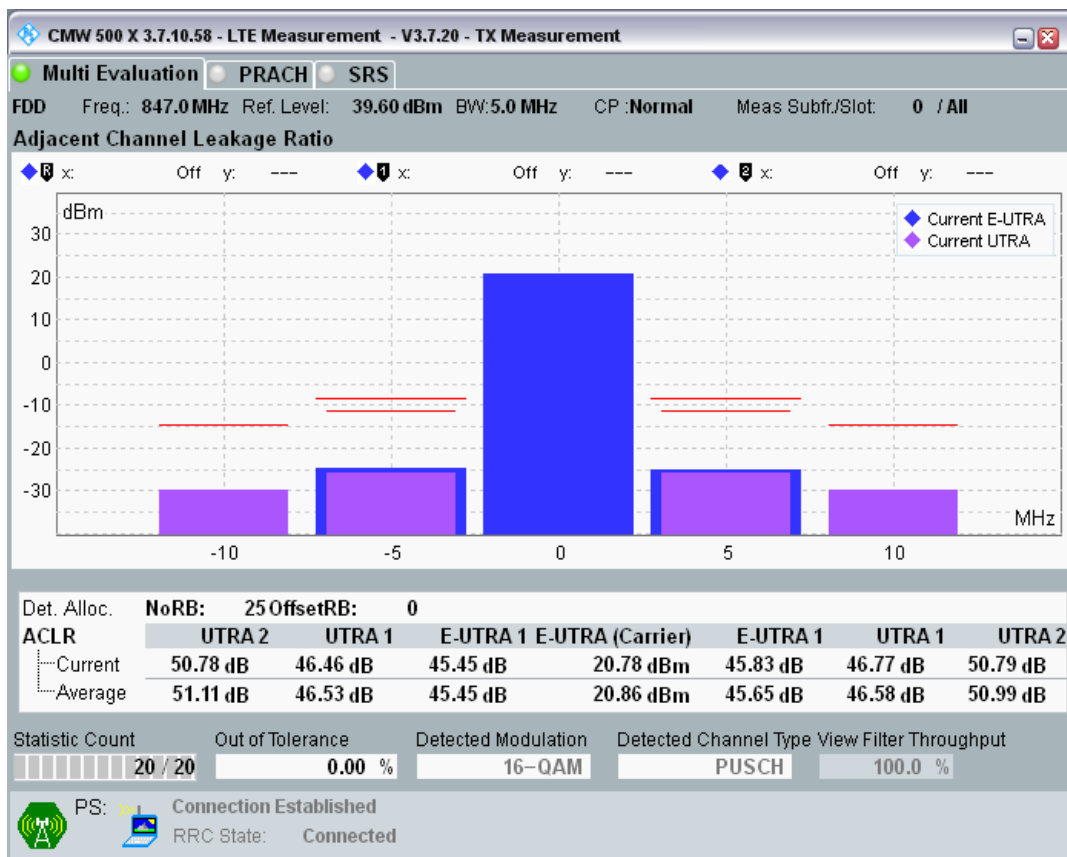 CMW 500 X 3.7.10.58 - LTE Measurement - V3.7.20 - TX Measurement
Multi Evaluation PRACH SRS
FDD Freq.: 847.0 MHz Ref. Level: 39.60 dBm BW:5.0 MHz CP :Normal Meas Subfr./Slot: 0 / All
Adjacent Channel Leakage Ratio
R x: Off y: --- 1 x: Off y: --- 2 x: Off y: ---
dBm
Current E-UTRA
Current UTRA
30
20
10
0
-10
-20
-30
MHz
-10 -5 0 5 10
Det. Alloc. NoRB: 25 OffsetRB: 0
ACLR UTRA 2 UTRA 1 E-UTRA 1 E-UTRA (Carrier) E-UTRA 1 UTRA 1 UTRA 2
Current 50.78 dB 46.46 dB 45.45 dB 20.78 dBm 45.83 dB 46.77 dB 50.79 dB
Average 51.11 dB 46.53 dB 45.45 dB 20.86 dBm 45.65 dB 46.58 dB 50.99 dB
Statistic Count Out of Tolerance Detected Modulation Detected Channel Type View Filter Throughput
20 / 20 0.00 % 16-QAM PUSCH 100.0 %
PS: Connection Established
RRC State: Connected